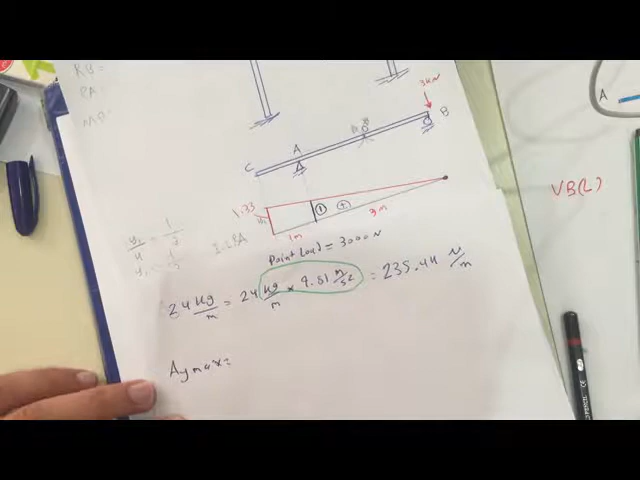 3kN
B
A
C
A
VB(L)
1.33
1
+
1m
3m
I.L RA
Point Load = 3000 N
24 kg/m = 24 kg/m * 9.81 m/s² = 235.44 N/m
Aymax=